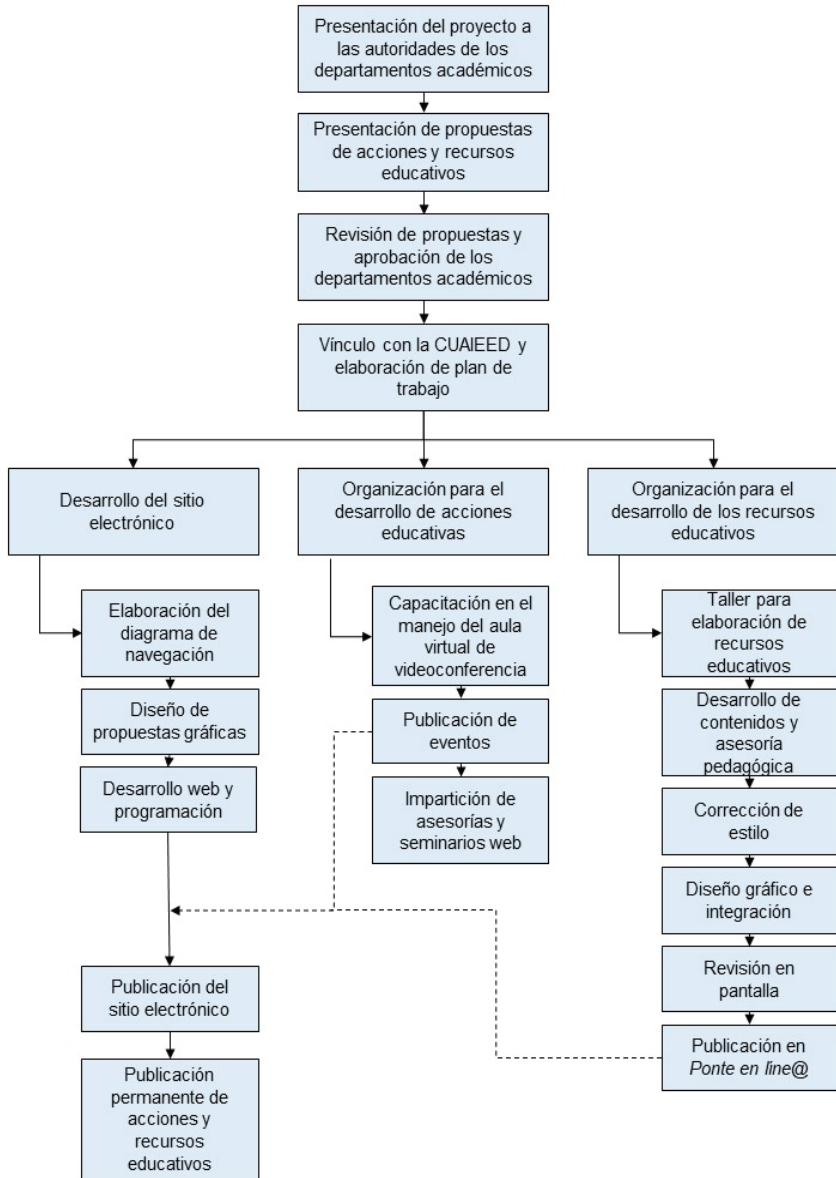 Presentación del proyecto a
las autoridades de los
departamentos académicos
Presentación de propuestas
de acciones y recursos
educativos
Revisión de propuestas y
aprobación de los
departamentos académicos
Vínculo con la CUAIEED y
elaboración de plan de
trabajo
Desarrollo del sitio
electrónico
Elaboración del
diagrama de
navegación
Diseño de
propuestas gráficas
Desarrollo web y
programación
Publicación del
sitio electrónico
Publicación
permanente de
acciones y
recursos
educativos
Organización para el
desarrollo de acciones
educativas
Capacitación en el
manejo del aula
virtual de
videoconferencia
Publicación de
eventos
Impartición de
asesorías y
seminarios web
Organización para el
desarrollo de los recursos
educativos
Taller para
elaboración de
recursos
educativos
Desarrollo de
contenidos y
asesoría
pedagógica
Corrección de
estilo
Diseño gráfico e
integración
Revisión en
pantalla
Publicación en
Ponte en line@